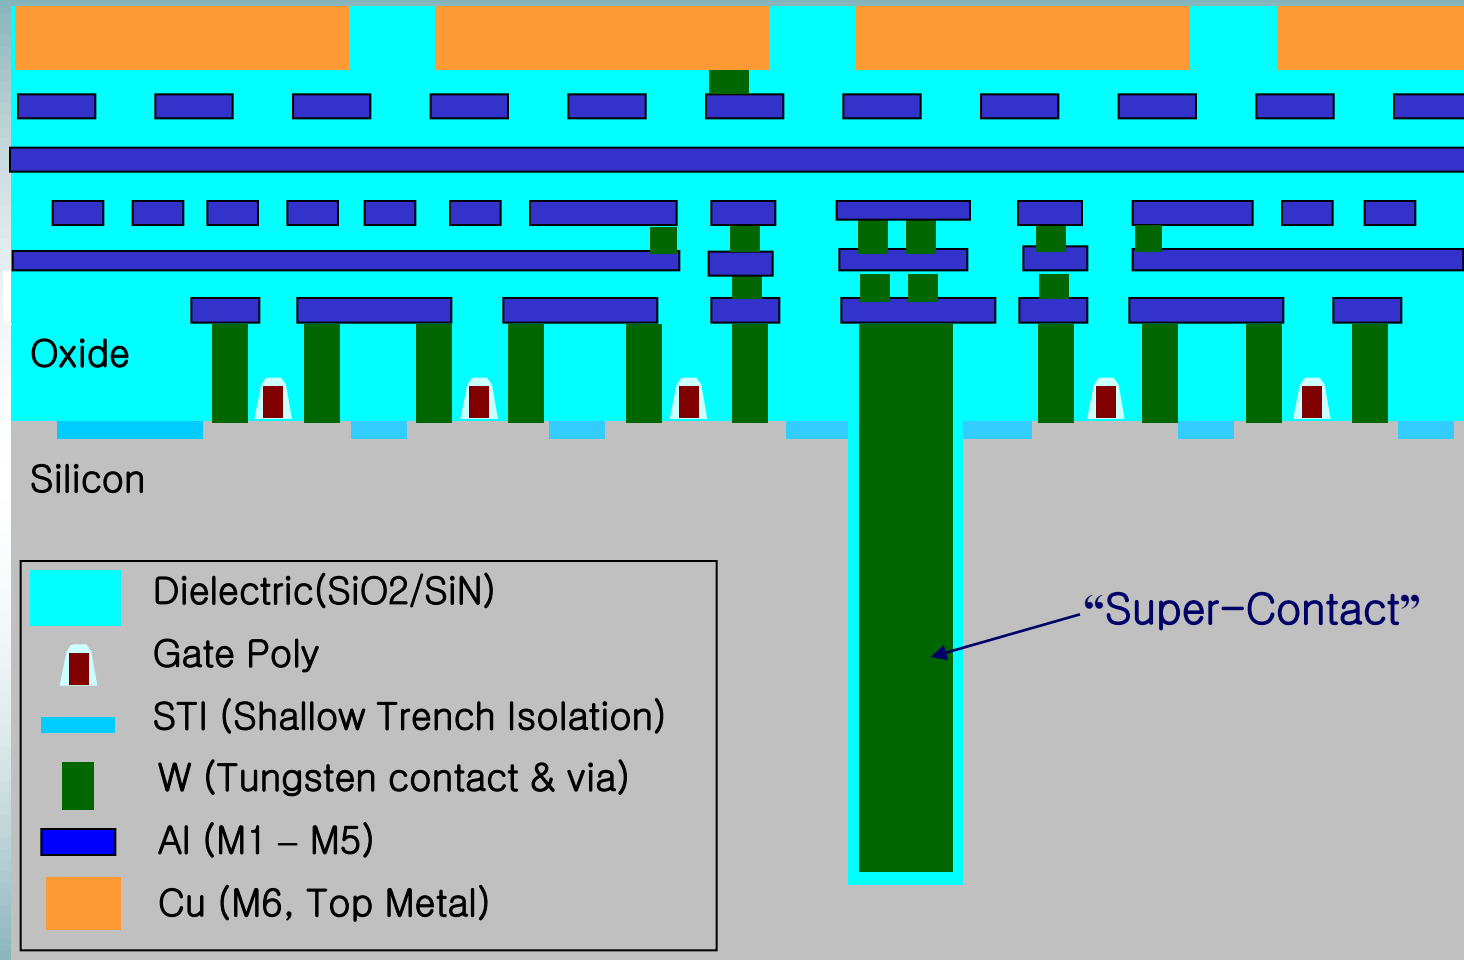 Oxide
Silicon
Dielectric(SiO2/SiN)
Gate Poly
STI (Shallow Trench Isolation)
W (Tungsten contact & via)
Al (M1 – M5)
Cu (M6, Top Metal)
“Super-Contact”